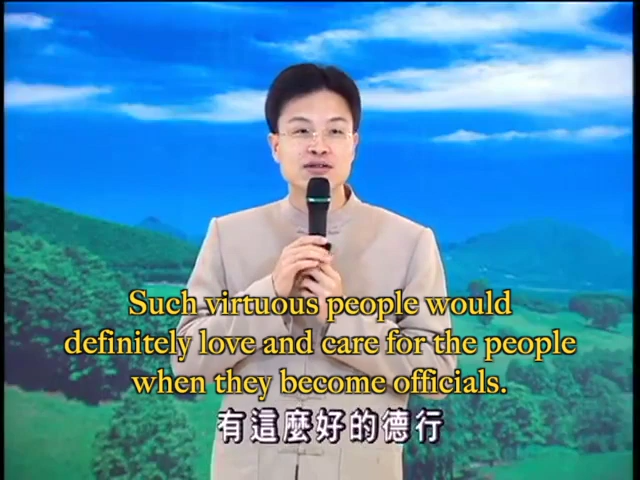 Such virtuous people would
definitely love and care for the people
when they become officials.
有這麼好的德行